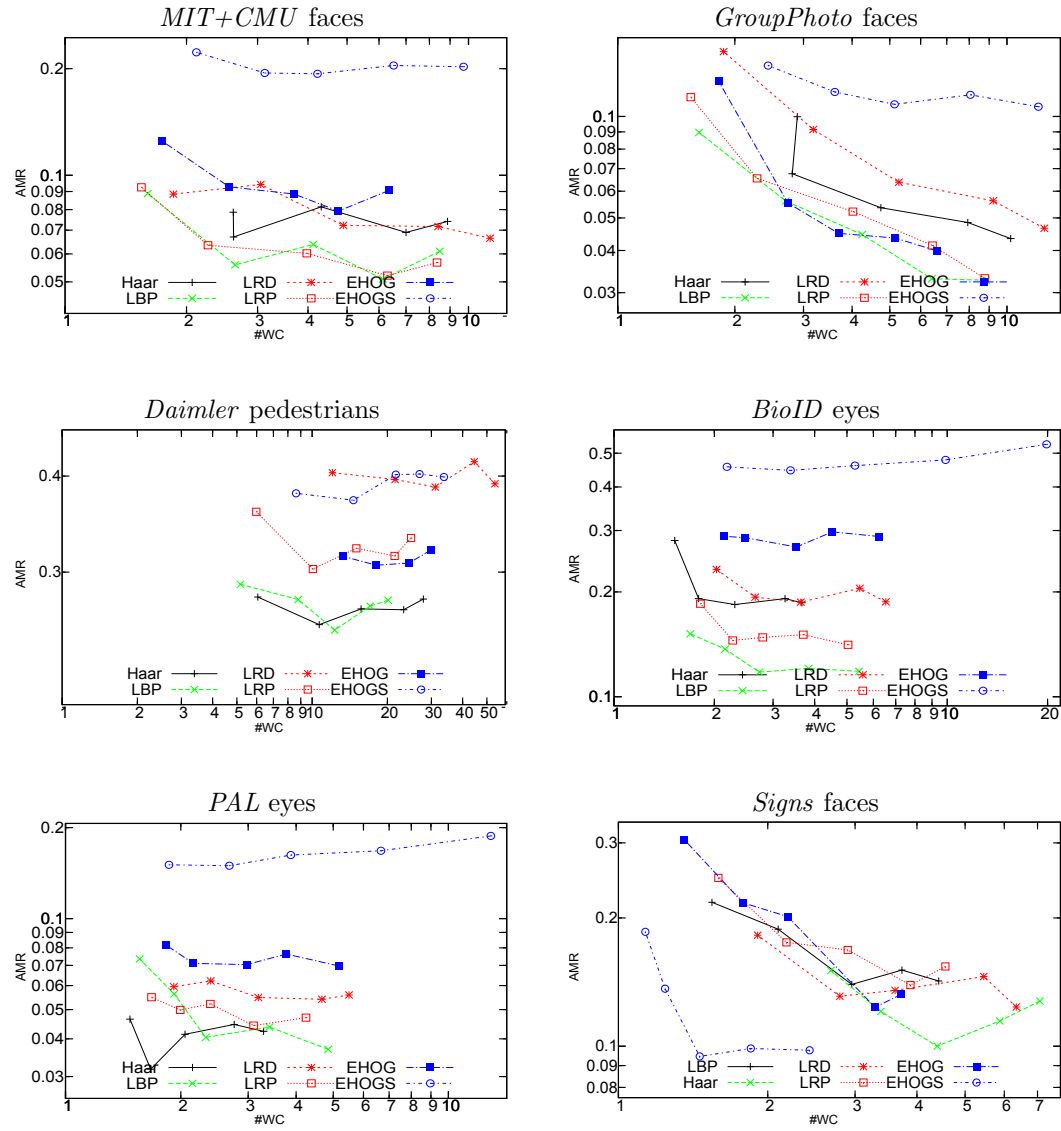 MIT+CMU faces
0.2
0.1
0.09
0.08
0.07
0.06
0.05
AMR
Haar LRD EHOG
LBP LRP EHOGS
1 2 3 4 5 6 7 8 9 10
#WC
GroupPhoto faces
0.1
0.09
0.08
0.07
0.06
0.05
0.04
0.03
AMR
Haar LRD EHOG
LBP LRP EHOGS
1 2 3 4 5 6 7 8 9 10
#WC
Daimler pedestrians
0.4
0.3
AMR
Haar LRD EHOG
LBP LRP EHOGS
1 2 3 4 5 6 7 8 9 10 20 30 40 50
#WC
BioID eyes
0.5
0.4
0.3
0.2
0.1
AMR
Haar LRD EHOG
LBP LRP EHOGS
1 2 3 4 5 6 7 8 9 10 20
#WC
PAL eyes
0.2
0.1
0.09
0.08
0.07
0.06
0.05
0.04
0.03
AMR
Haar LRD EHOG
LBP LRP EHOGS
1 2 3 4 5 6 7 8 9 10
#WC
Signs faces
0.3
0.2
0.1
0.09
0.08
AMR
LBP LRD EHOG
Haar LRP EHOGS
1 2 3 4 5 6 7
#WC